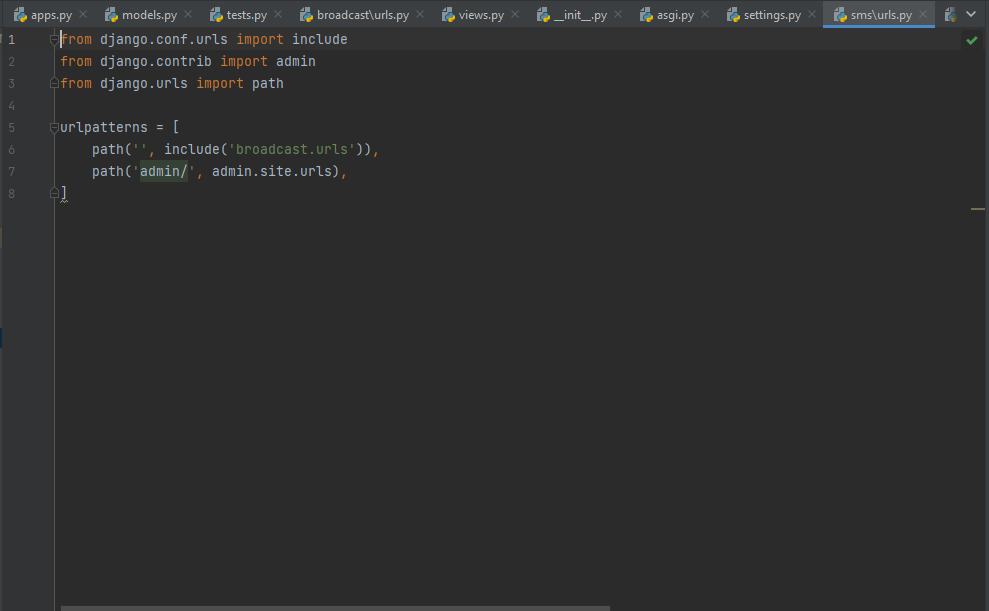 apps.py models.py tests.py broadcast\urls.py views.py __init__.py asgi.py settings.py sms\urls.py
1 from django.conf.urls import include
2 from django.contrib import admin
3 from django.urls import path
4
5 urlpatterns = [
6     path('', include('broadcast.urls')),
7     path('admin/', admin.site.urls),
8 ]